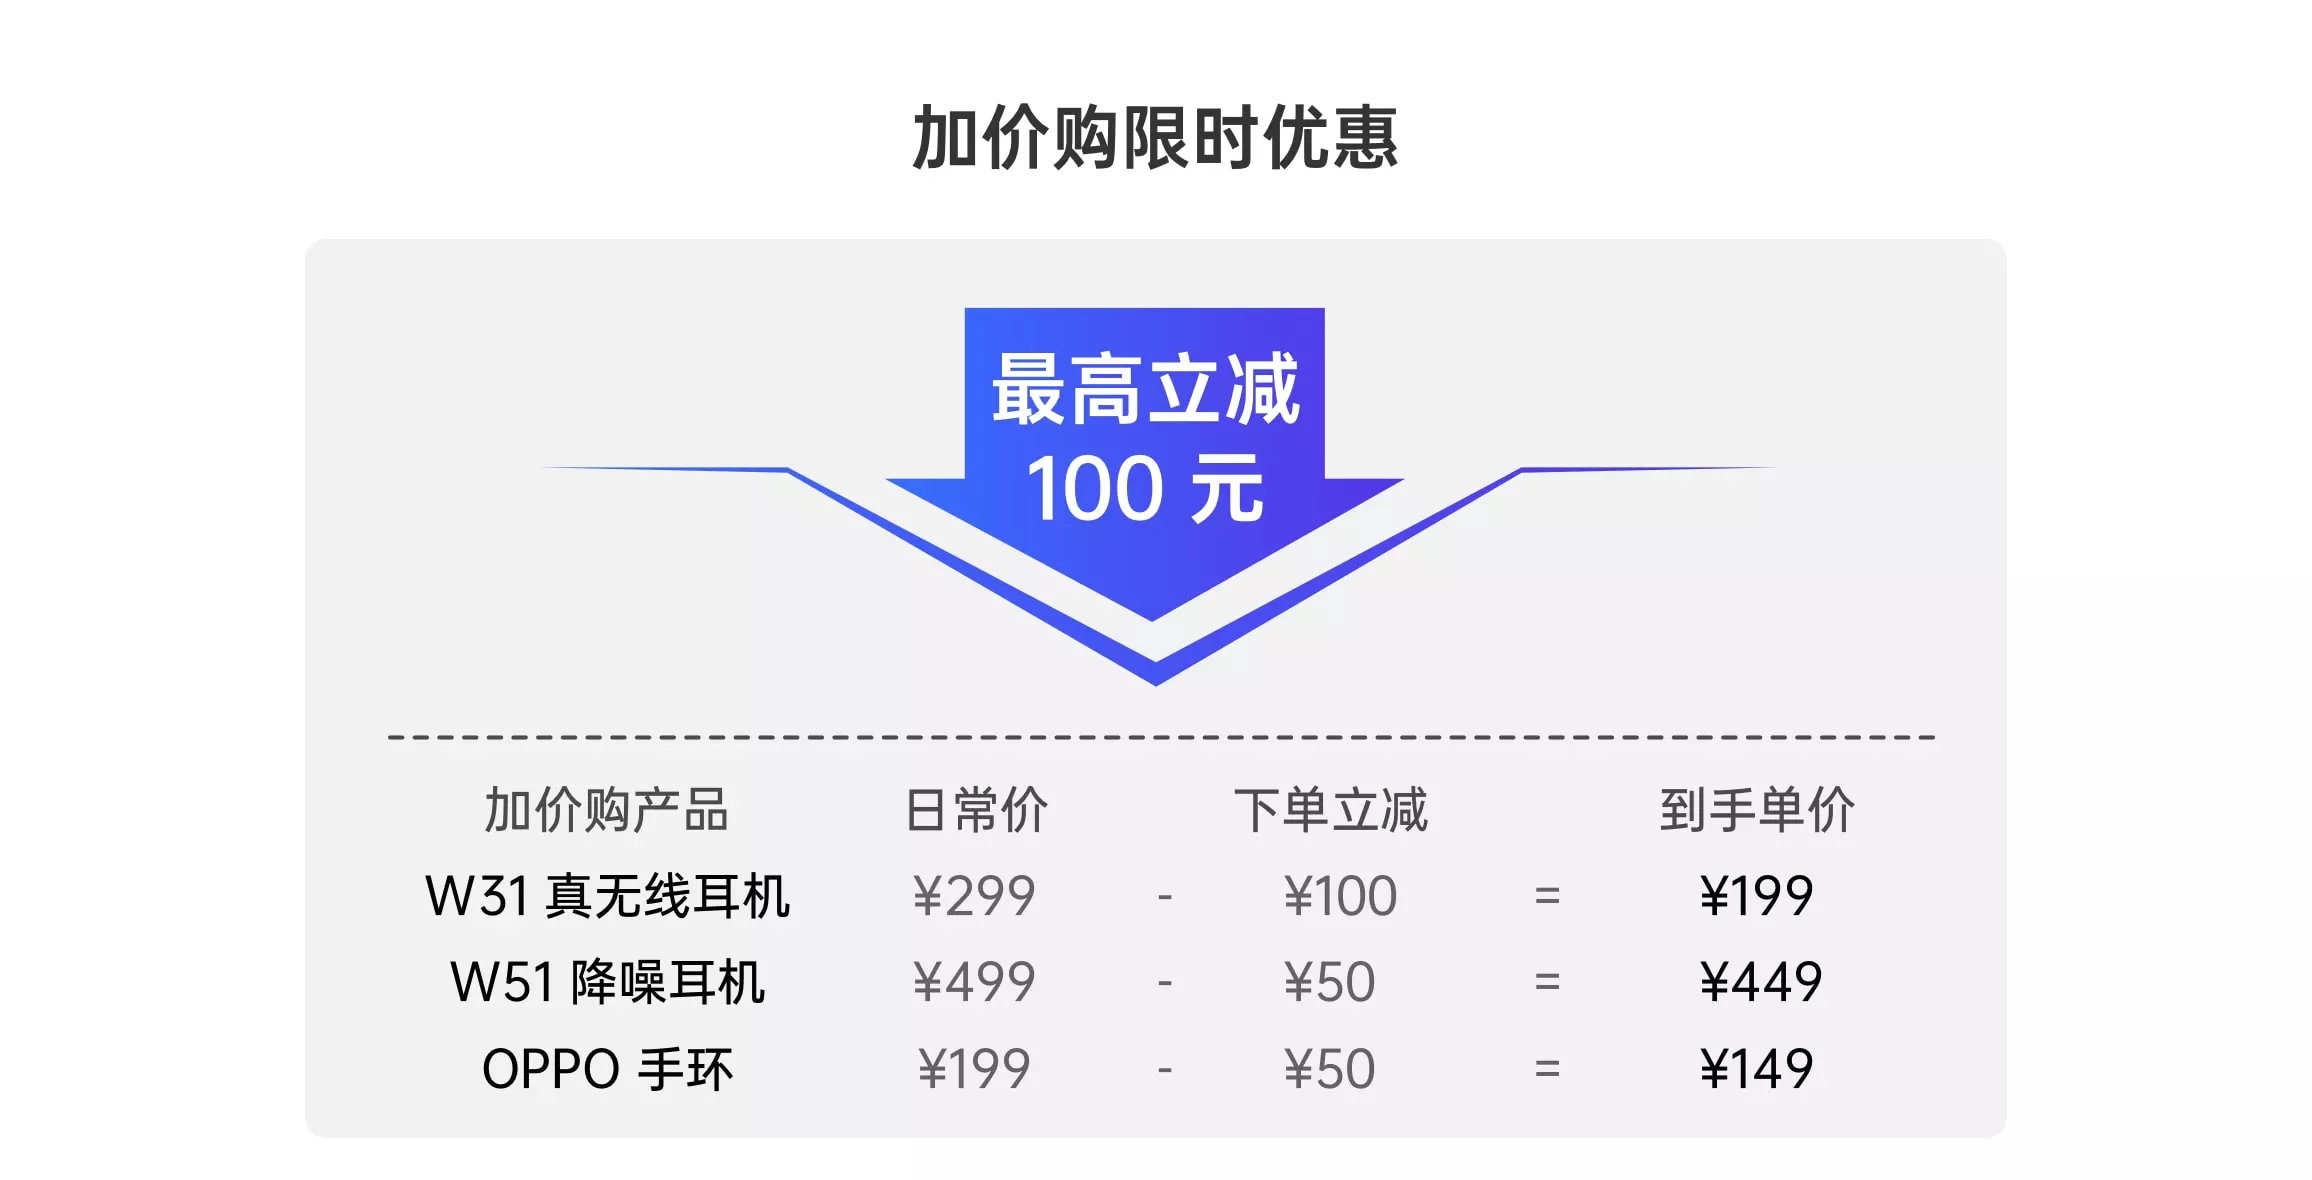 加价购限时优惠
最高立减
100 元
加价购产品 日常价 下单立减 到手单价
W31 真无线耳机 ¥299 - ¥100 = ¥199
W51 降噪耳机 ¥499 - ¥50 = ¥449
OPPO 手环 ¥199 - ¥50 = ¥149